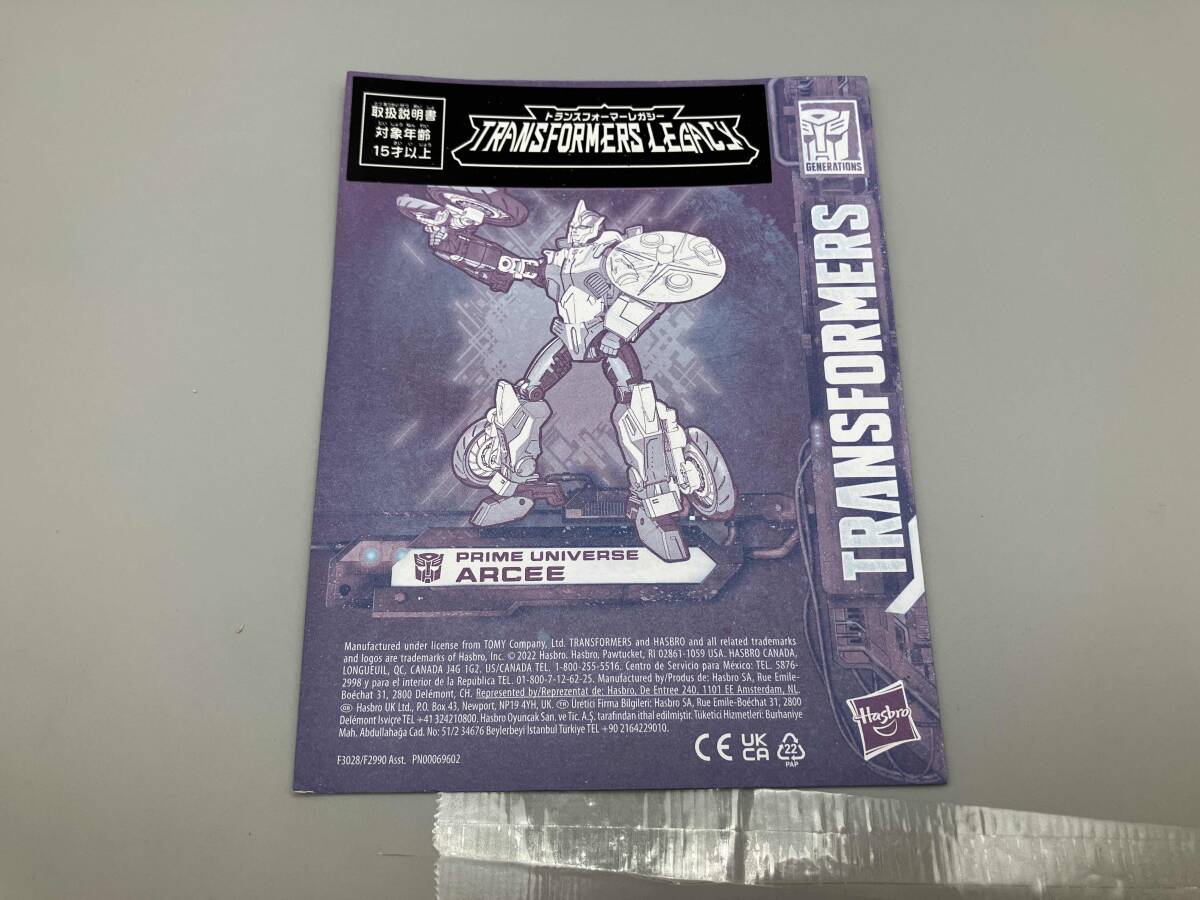 取扱説明書
対象年齢
15才以上
トランスフォーマーレガシー
TRANSFORMERS LEGACY
GENERATIONS
TRANSFORMERS
PRIME UNIVERSE
ARCEE
Manufactured under license from TOMY Company, Ltd. TRANSFORMERS and HASBRO and all related trademarks
and logos are trademarks of Hasbro, Inc. © 2022 Hasbro. Hasbro, Pawtucket, RI 02861-1059 USA. HASBRO CANADA,
LONGUEUIL, QC, CANADA J4G 1G2. US/CANADA TEL. 1-800-255-5516. Centro de Servicio para México: TEL. 5876-
2998 y para el interior de la República TEL. 01-800-7-12-62-25. Manufactured by/Produs de: Hasbro SA, Rue Emile-
Boéchat 31, 2800 Delémont, CH. Represented by/Reprezentat de: Hasbro, De Entree 240, 1101 EE Amsterdam, NL.
GB Hasbro UK Ltd., P.O. Box 43, Newport, NP19 4YH, UK. TR Üretici Firma Bilgileri: Hasbro SA, Rue Emile-Boéchat 31, 2800
Delémont İsviçre TEL +41 324210800. Hasbro Oyuncak San. ve Tic. A.Ş. tarafından ithal edilmiştir. Tüketici Hizmetleri: Burhaniye
Mah. Abdullahağa Cad. No: 51/2 34676 Beylerbeyi İstanbul Türkiye TEL +90 2164229010.
F3028/F2990 Asst. PN00069602
CE
UK
CA
22
PAP
Hasbro